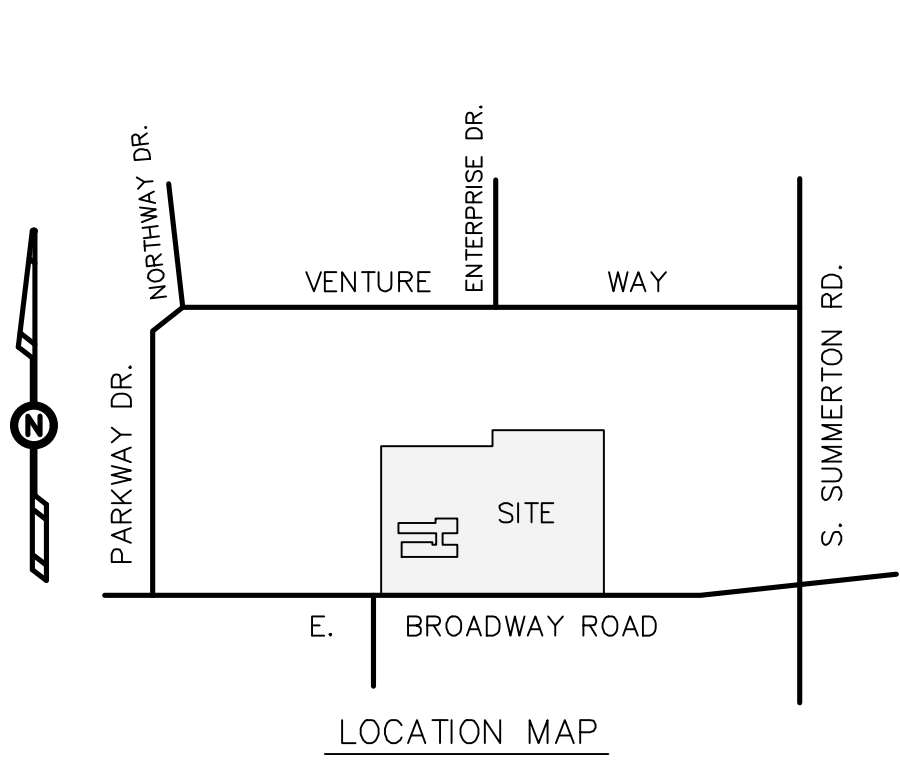 NORTHWAY DR.
ENTERPRISE DR.
VENTURE WAY
S. SUMMERTON RD.
PARKWAY DR.
N
SITE
E. BROADWAY ROAD
LOCATION MAP